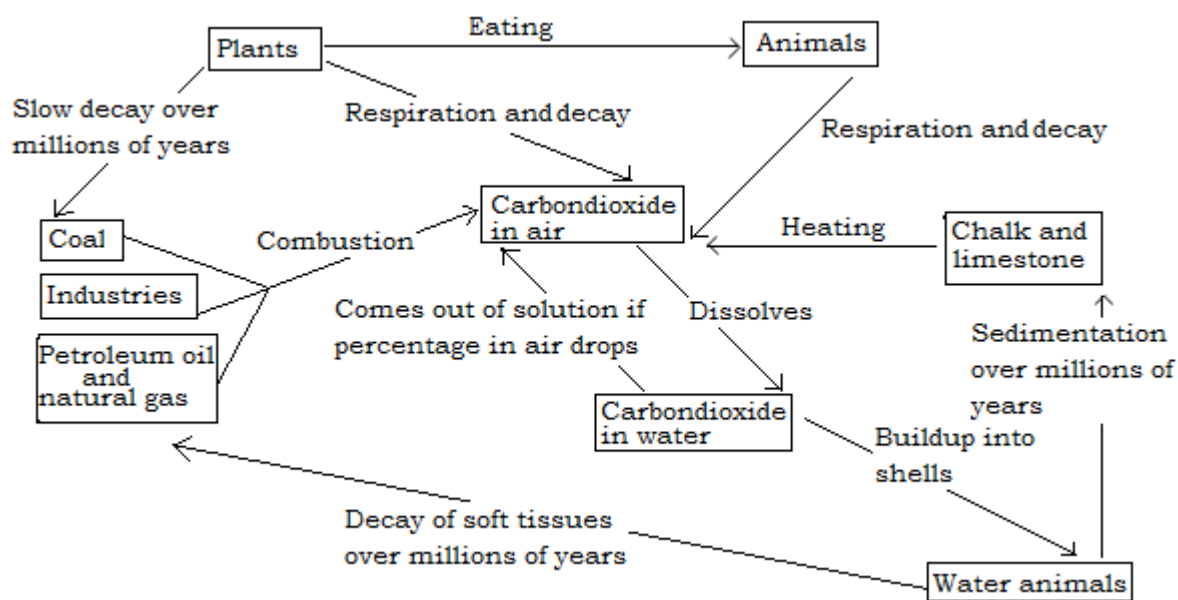 Eating
Plants
Animals
Slow decay over
millions of years
Respiration and decay
Respiration and decay
Carbondioxide
in air
Coal
Combustion
Heating
Chalk and
limestone
Industries
Comes out of solution if
percentage in air drops
Dissolves
Sedimentation
over millions of
years
Petroleum oil
and
natural gas
Carbondioxide
in water
Buildup into
shells
Decay of soft tissues
over millions of years
Water animals